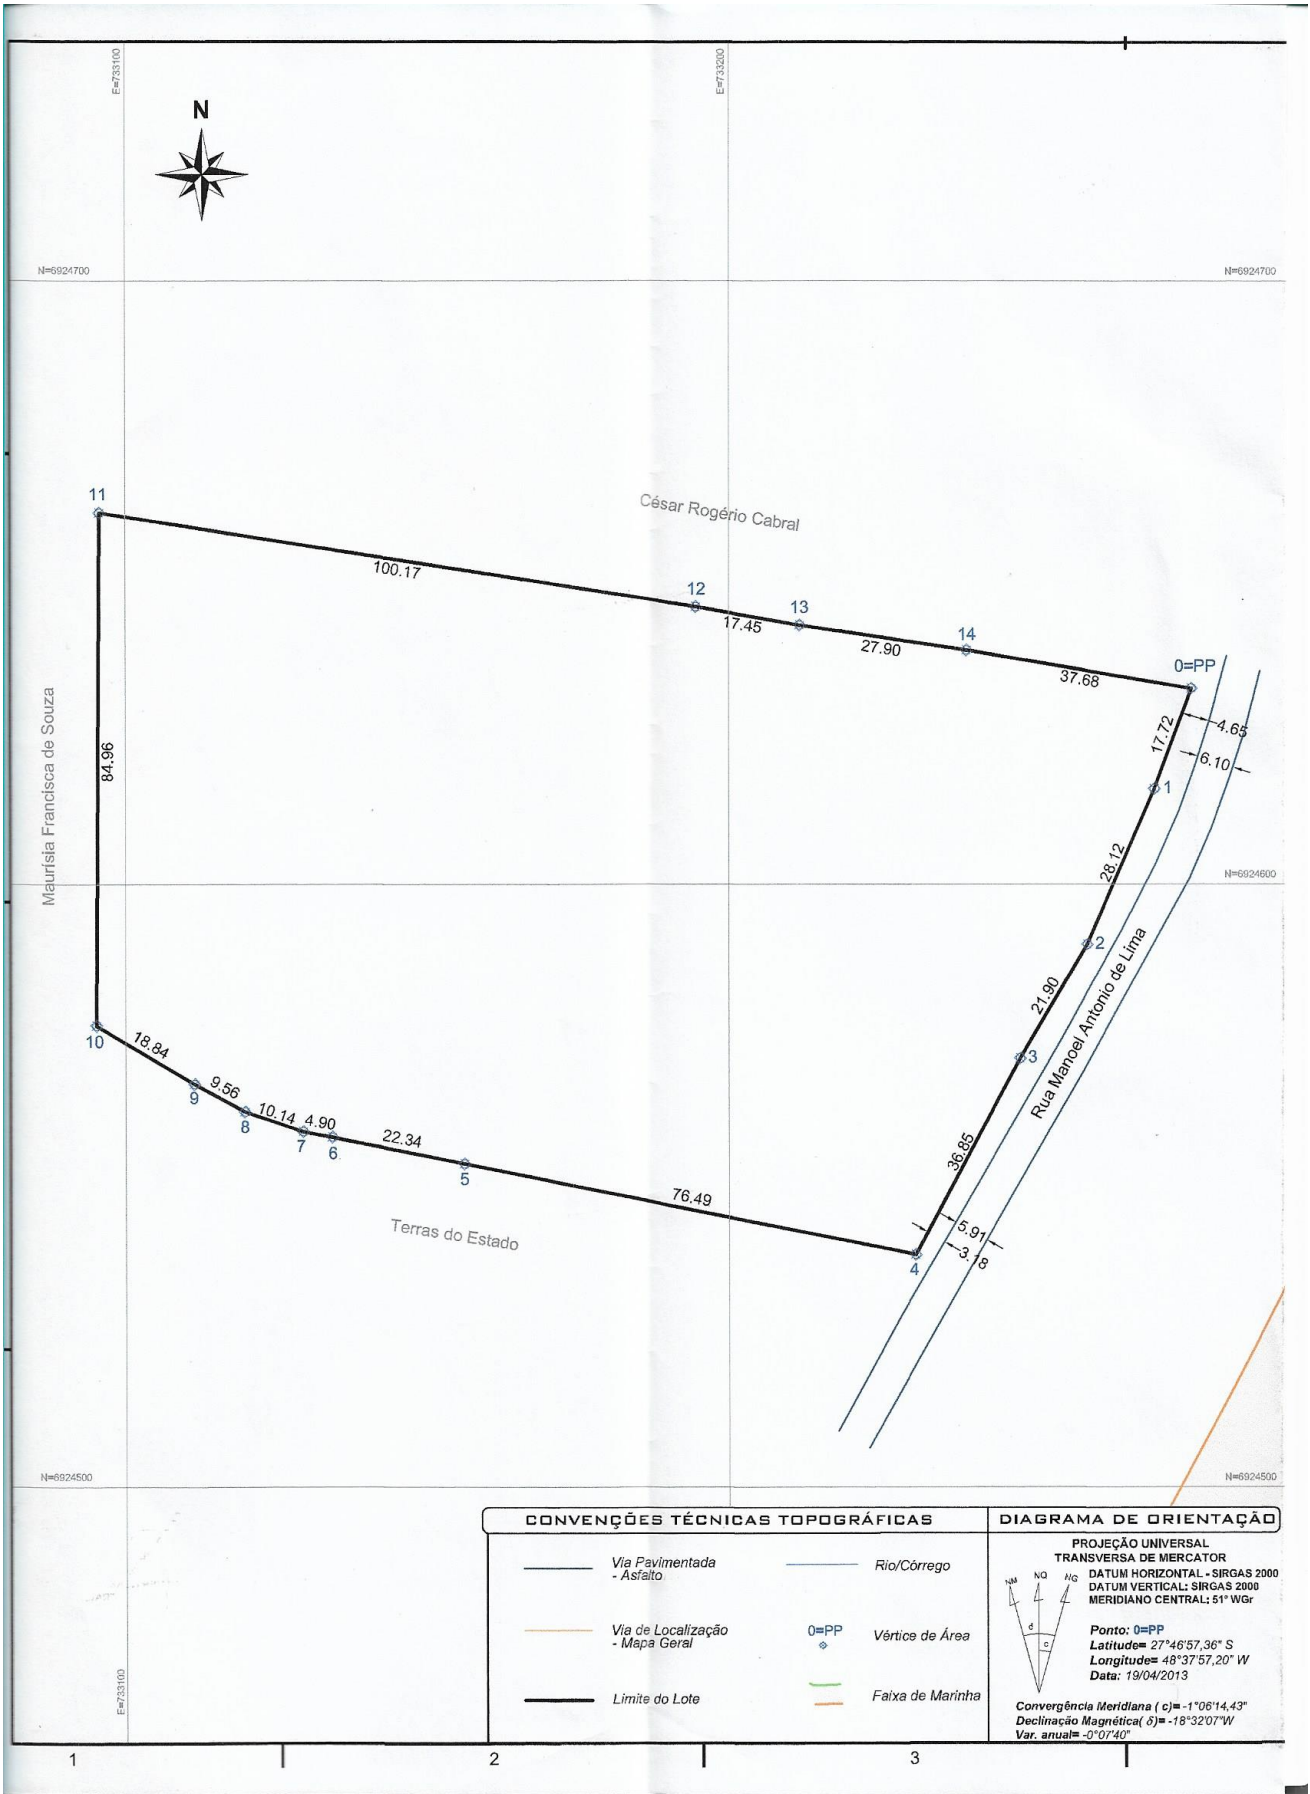 E=733100
E=733200
N
N=6924700
N=6924700
11
César Rogério Cabral
100.17
12
17.45
13
27.90
14
37.68
0=PP
17.72
4.65
6.10
1
Maurísia Francisca de Souza
84.96
28.12
N=6924600
2
21.90
Rua Manoel Antonio de Lima
3
10
18.84
9
9.56
8
10.14
7
4.90
6
22.34
5
76.49
36.85
4
5.91
3.18
Terras do Estado
N=6924500
N=6924500
E=733100
CONVENÇÕES TÉCNICAS TOPOGRÁFICAS
Via Pavimentada
- Asfalto
Rio/Córrego
Via de Localização
- Mapa Geral
0=PP
Vértice de Área
Limite do Lote
Faixa de Marinha
DIAGRAMA DE ORIENTAÇÃO
PROJEÇÃO UNIVERSAL
TRANSVERSA DE MERCATOR
DATUM HORIZONTAL - SIRGAS 2000
DATUM VERTICAL: SIRGAS 2000
MERIDIANO CENTRAL: 51° WGr
NM
NQ
NG
d
c
Ponto: 0=PP
Latitude= 27°46'57,36" S
Longitude= 48°37'57,20" W
Data: 19/04/2013
Convergência Meridiana ( c)= -1°06'14,43"
Declinação Magnética( δ)= -18°32'07"W
Var. anual= -0°07'40"
1
2
3